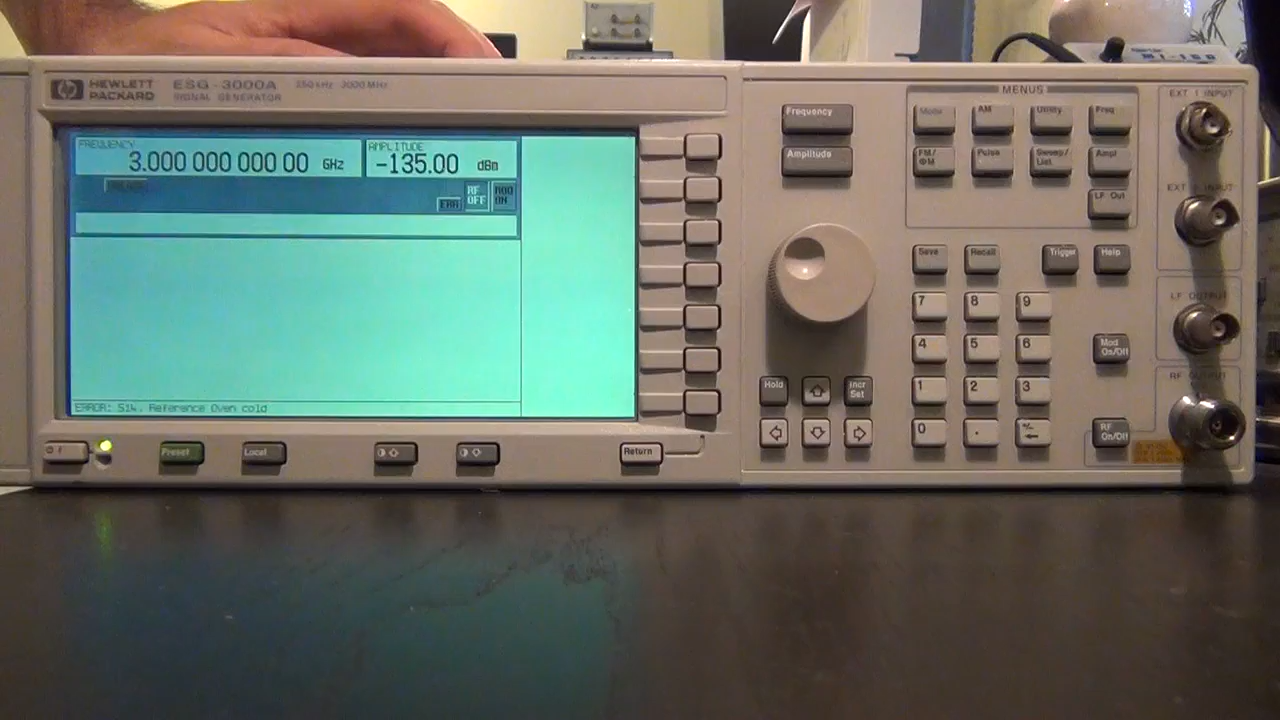 hp HEWLETT PACKARD
ESG-3000A 250 kHz - 3000 MHz
SIGNAL GENERATOR
FREQUENCY
3.000 000 000 00 GHz
AMPLITUDE
-135.00 dBm
ERR
RF OFF
MOD ON
ERROR: 514, Reference Oven cold
Preset
Local
Return
Frequency
Amplitude
Hold
Incr Set
MENUS
Mode
AM
Utility
Freq
FM/ΦM
Pulse
Sweep/List
Ampl
LF Out
Save
Recall
Trigger
Help
7
8
9
4
5
6
Mod On/Off
1
2
3
0
.
+/-
RF On/Off
EXT 1 INPUT
EXT 2 INPUT
LF OUTPUT
RF OUTPUT